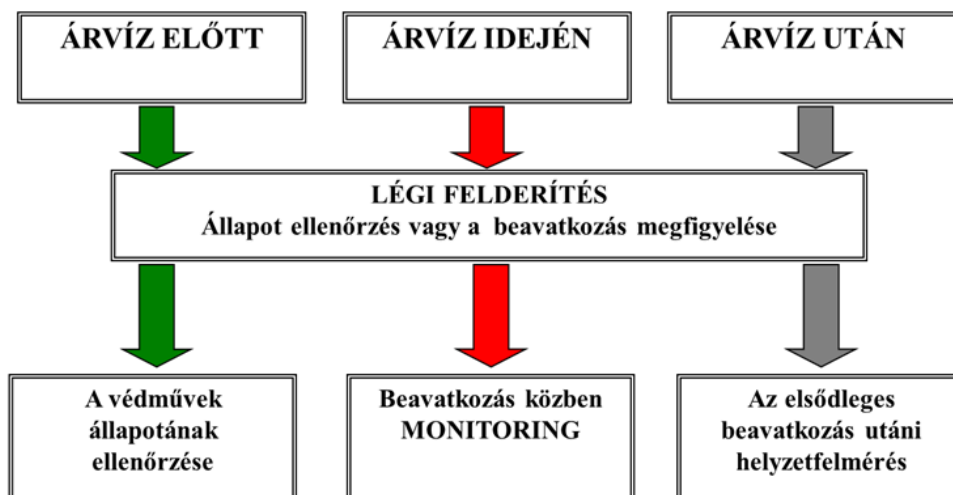 ÁRVÍZ ELŐTT
ÁRVÍZ IDEJÉN
ÁRVÍZ UTÁN
LÉGI FELDERÍTÉS
Állapot ellenőrzés vagy a beavatkozás megfigyelése
A védművek
állapotának
ellenőrzése
Beavatkozás közben
MONITORING
Az elsődleges
beavatkozás utáni
helyzetfelmérés